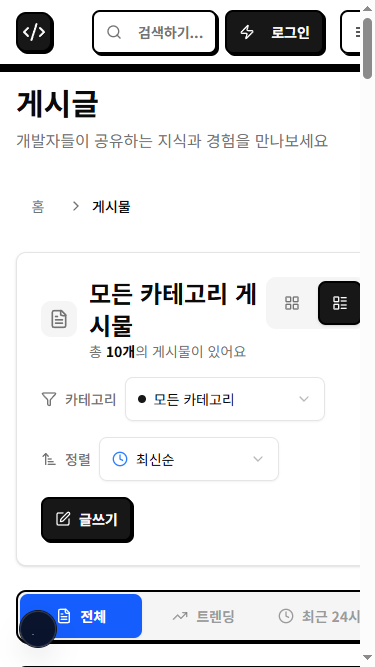 검색하기...
로그인
게시글
개발자들이 공유하는 지식과 경험을 만나보세요
홈
게시물
모든 카테고리 게
시물
총 10개의 게시물이 있어요
카테고리
모든 카테고리
정렬
최신순
글쓰기
전체
트렌딩
최근 24시